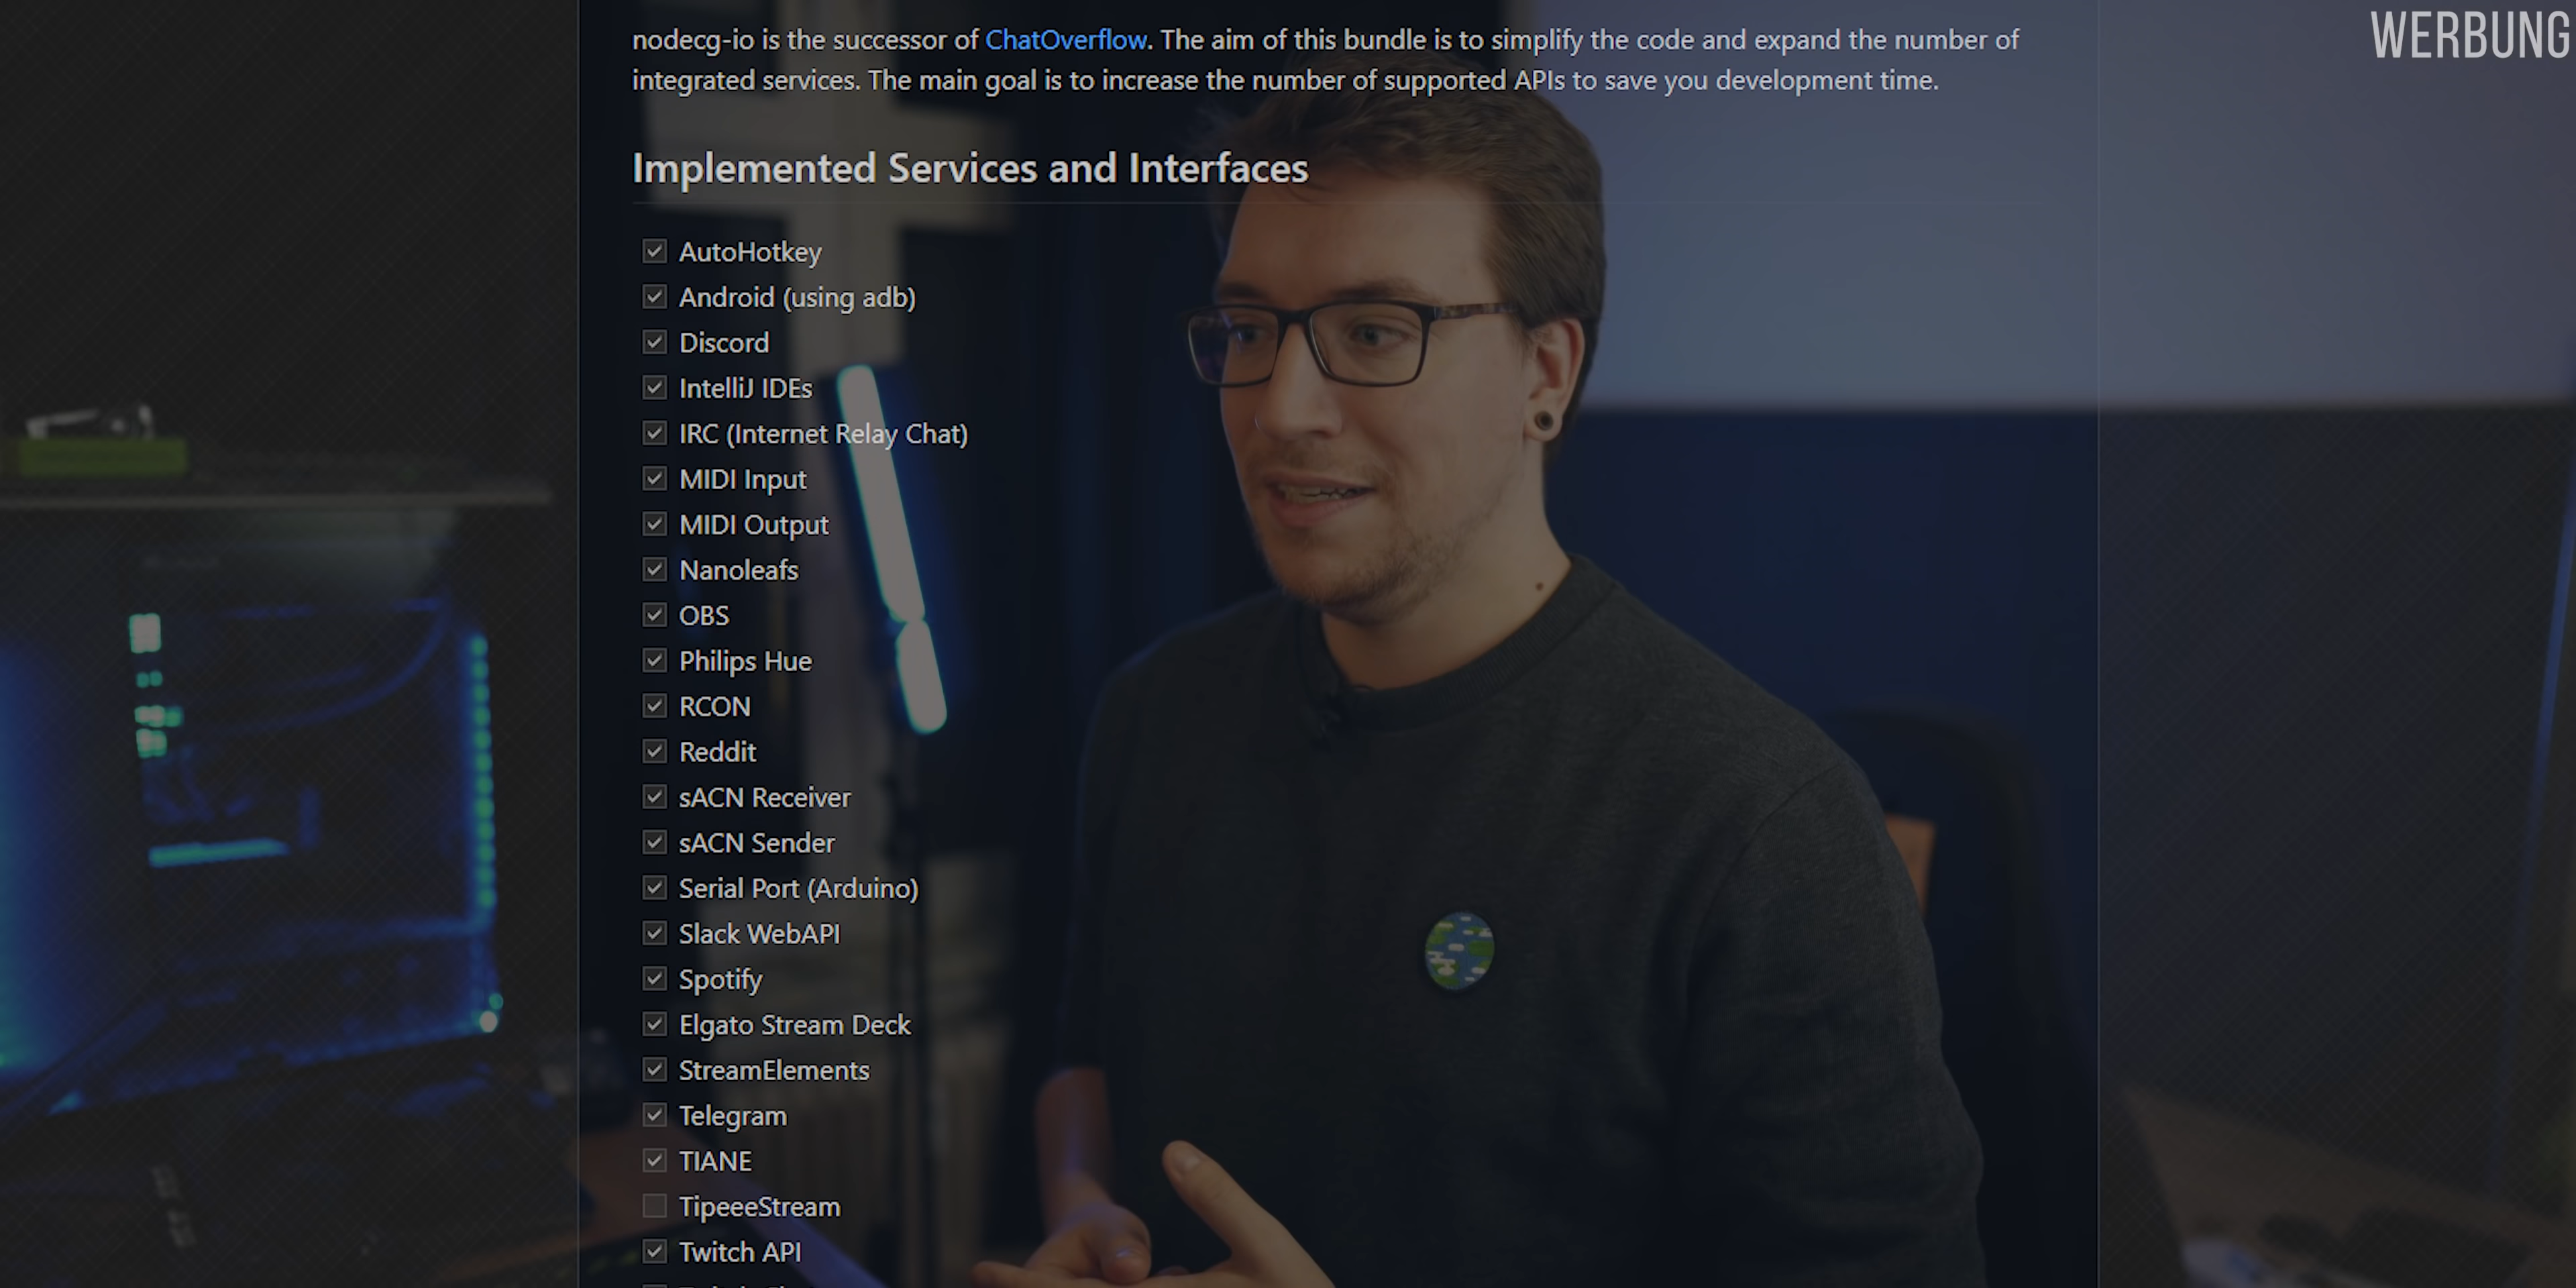 WERBUNG
nodecg-io is the successor of ChatOverflow. The aim of this bundle is to simplify the code and expand the number of
integrated services. The main goal is to increase the number of supported APIs to save you development time.
Implemented Services and Interfaces
AutoHotkey
Android (using adb)
Discord
IntelliJ IDEs
IRC (Internet Relay Chat)
MIDI Input
MIDI Output
Nanoleafs
OBS
Philips Hue
RCON
Reddit
sACN Receiver
sACN Sender
Serial Port (Arduino)
Slack WebAPI
Spotify
Elgato Stream Deck
StreamElements
Telegram
TIANE
TipeeeStream
Twitch API